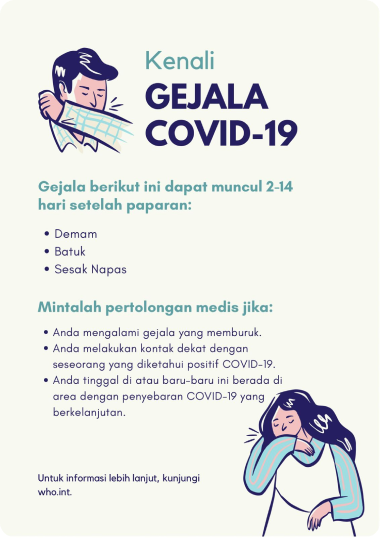 Kenali
GEJALA
COVID-19
Gejala berikut ini dapat muncul 2-14
hari setelah paparan:
• Demam
• Batuk
• Sesak Napas
Mintalah pertolongan medis jika:
• Anda mengalami gejala yang memburuk.
• Anda melakukan kontak dekat dengan
seseorang yang diketahui positif COVID-19.
• Anda tinggal di atau baru-baru ini berada di
area dengan penyebaran COVID-19 yang
berkelanjutan.
Untuk informasi lebih lanjut, kunjungi
who.int.